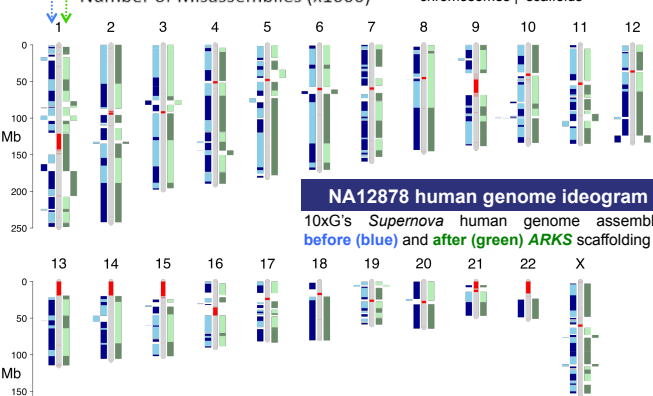 Number of Misassemblies (x1000)
chromosomes | scaffolds
1 2 3 4 5 6 7 8 9 10 11 12
0
50
100
Mb
150
200
250
NA12878 human genome ideogram
10xG's Supernova human genome assembl
before (blue) and after (green) ARKS scaffolding
13 14 15 16 17 18 19 20 21 22 X
0
50
100
Mb
150